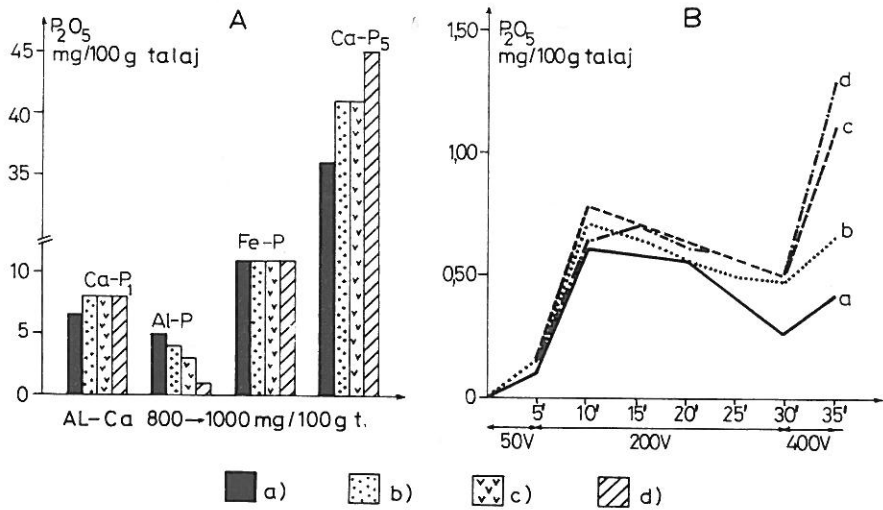 A
P₂O₅
mg/100g talaj
45
40
35
10
5
0
Ca-P₁
Al-P
Fe-P
Ca-P₅
AL-Ca 800→1000 mg/100g t.
B
P₂O₅
mg/100g talaj
1,50
1,00
0,50
0
d
c
b
a
5' 10' 15' 20' 25' 30' 35'
50V 200V 400V
a) b) c) d)